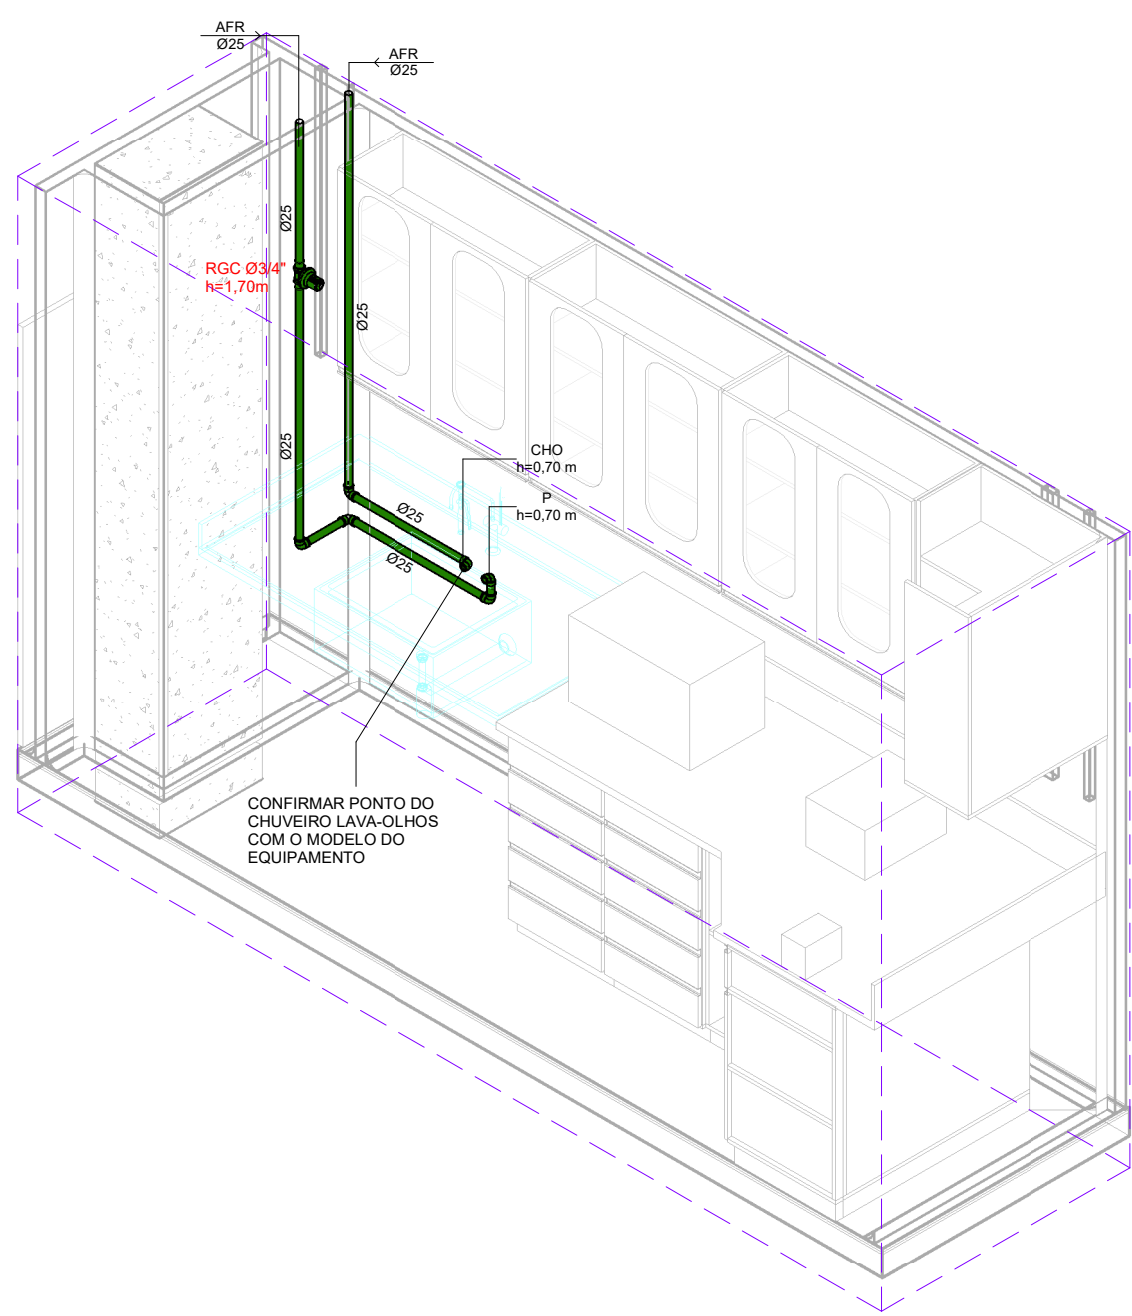 AFR
Ø25
AFR
Ø25
Ø25
RGC Ø3/4"
h=1,70m
Ø25
Ø25
CHO
h=0,70 m
P
h=0,70 m
Ø25
Ø25
CONFIRMAR PONTO DO
CHUVEIRO LAVA-OLHOS
COM O MODELO DO
EQUIPAMENTO